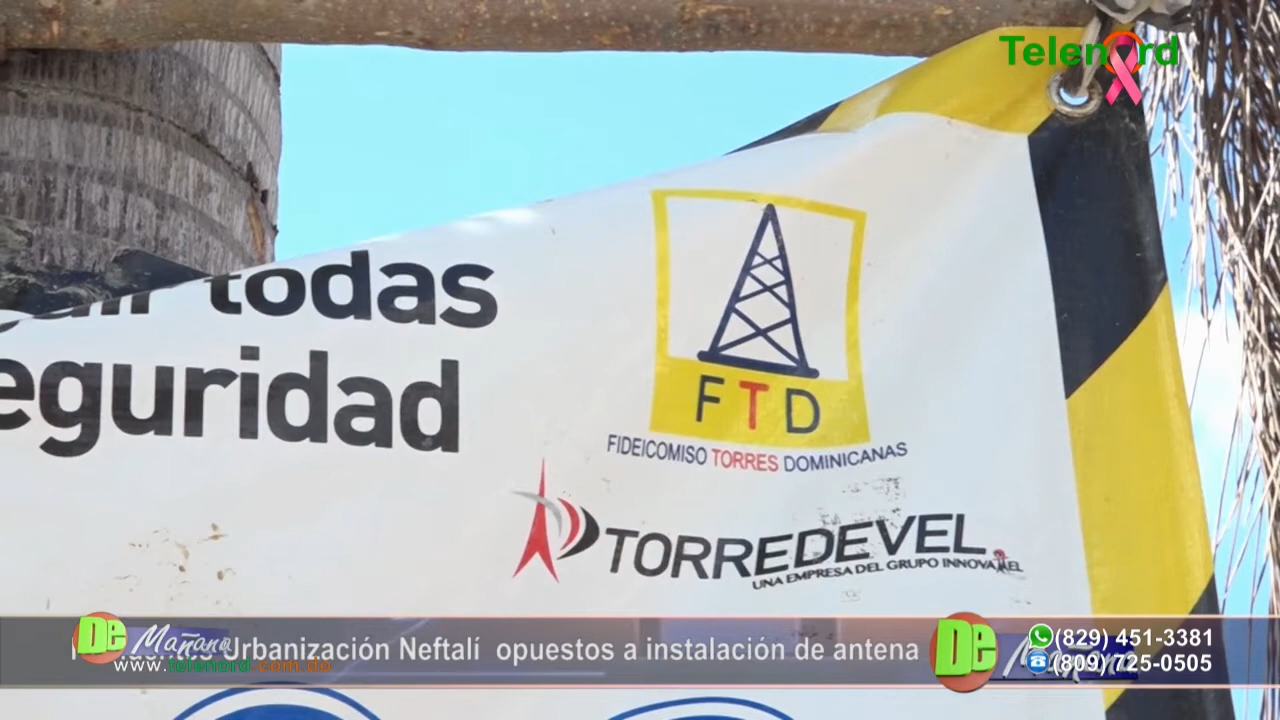 Telenord
todas
eguridad
FTD
FIDEICOMISO TORRES DOMINICANAS
TORREDEVEL
UNA EMPRESA DEL GRUPO INNOVATEL
De Mañana
Urbanización Neftalí opuestos a instalación de antena
www.telenord.com.do
De Mañana
(829) 451-3381
(809) 725-0505